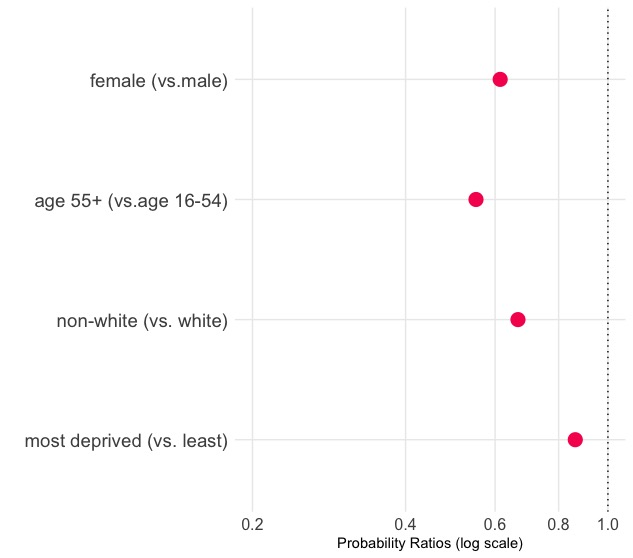 female (vs.male)
age 55+ (vs.age 16-54)
non-white (vs. white)
most deprived (vs. least)
0.2 0.4 0.6 0.8 1.0
Probability Ratios (log scale)